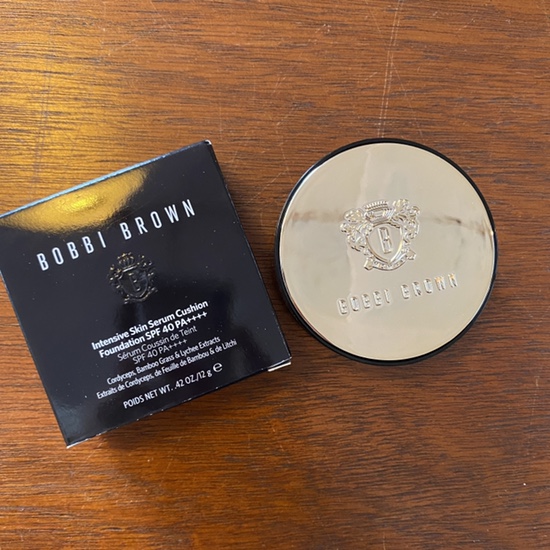 BOBBI BROWN
Intensive Skin Serum Cushion
Foundation SPF 40 PA++++
Sérum Coussin de Teint
SPF 40 PA++++
Cordyceps, Bamboo Grass & Lychee Extracts
Extraits de Cordyceps, de Feuille de Bambou & de Litchi
POIDS NET WT. .42 OZ./12 g ℮
B
BOBBI BROWN